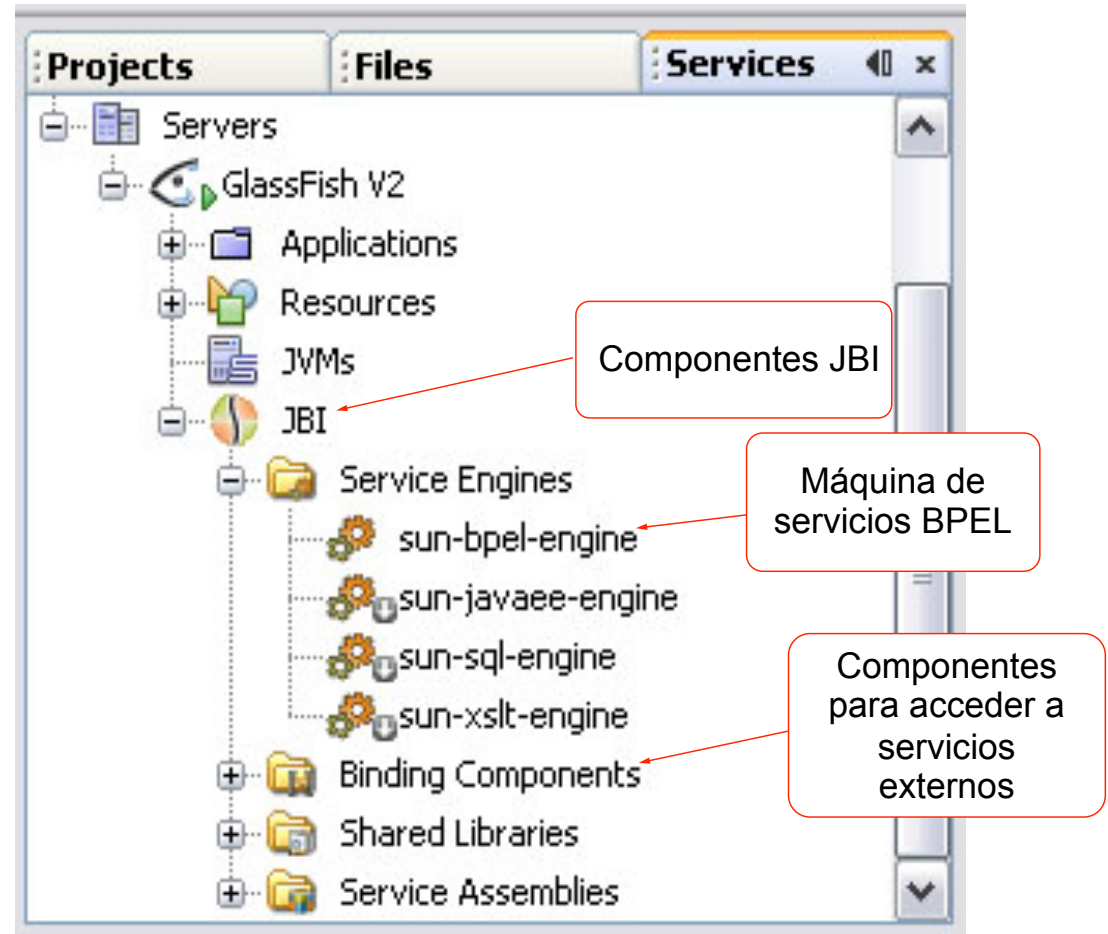 Projects
Files
Services
Servers
GlassFish V2
Applications
Resources
JVMs
JBI
Service Engines
sun-bpel-engine
sun-javaee-engine
sun-sql-engine
sun-xslt-engine
Binding Components
Shared Libraries
Service Assemblies
Componentes JBI
Máquina de
servicios BPEL
Componentes
para acceder a
servicios
externos